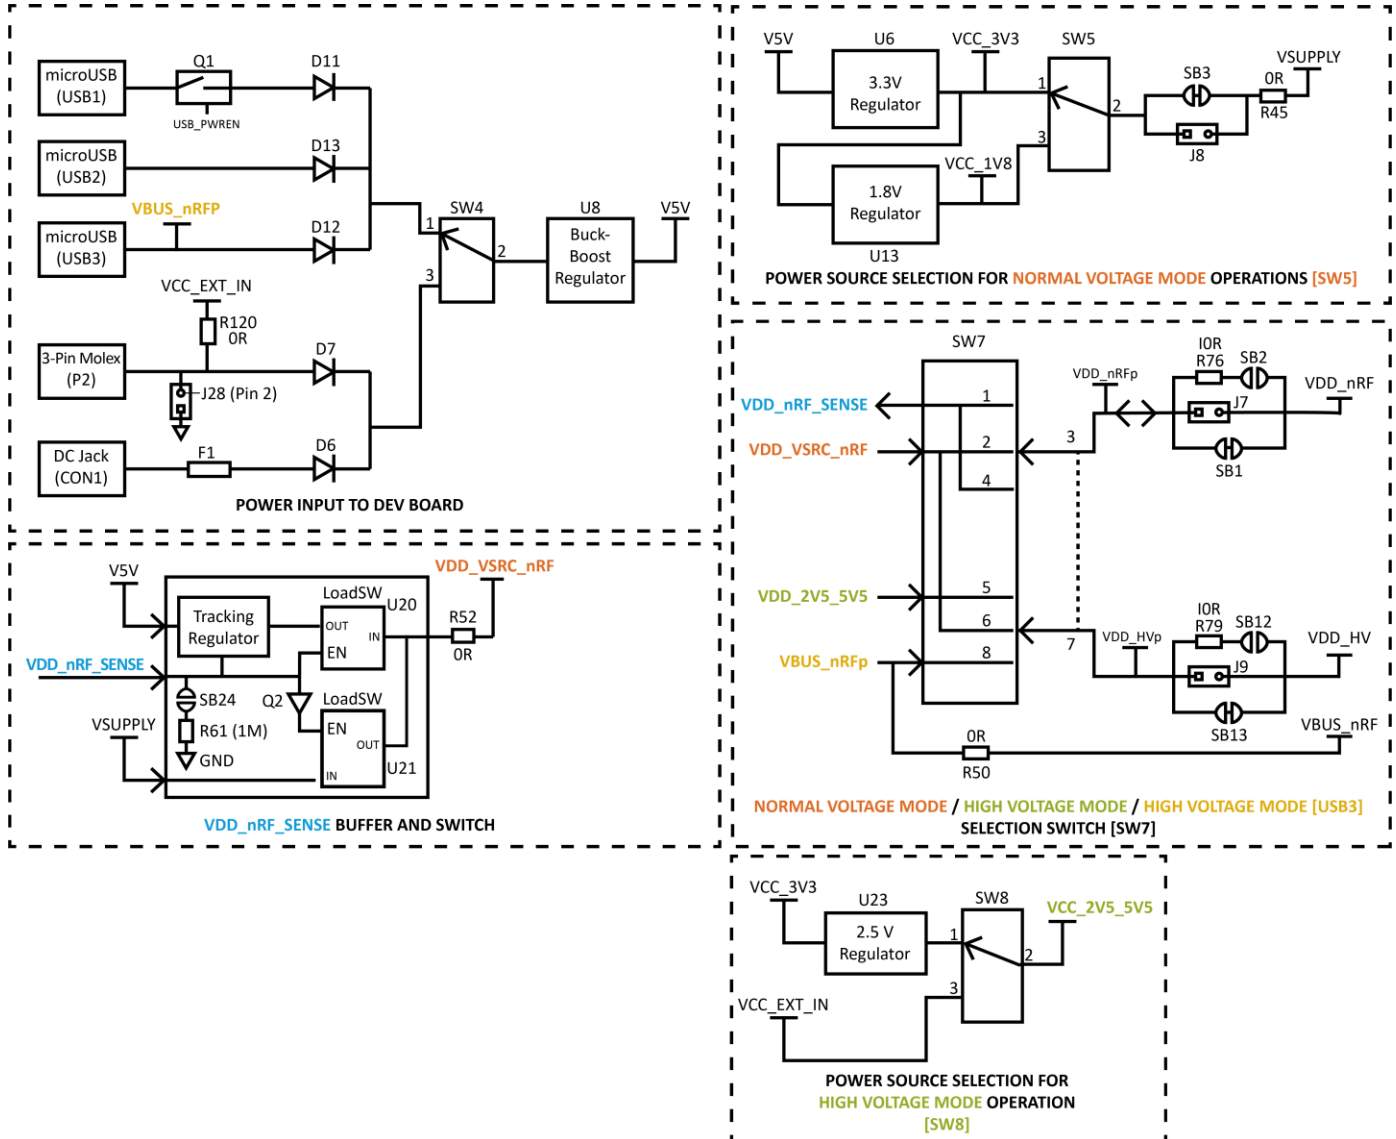 microUSB
(USB1)
Q1
USB_PWREN
D11
microUSB
(USB2)
D13
VBUS_nRFP
microUSB
(USB3)
D12
SW4
1
2
3
U8
Buck-
Boost
Regulator
V5V
VCC_EXT_IN
R120
0R
3-Pin Molex
(P2)
J28 (Pin 2)
D7
DC Jack
(CON1)
F1
D6
POWER INPUT TO DEV BOARD
V5V
U6
3.3V
Regulator
VCC_3V3
SW5
1
2
3
SB3
J8
0R
R45
VSUPPLY
1.8V
Regulator
U13
VCC_1V8
POWER SOURCE SELECTION FOR NORMAL VOLTAGE MODE OPERATIONS [SW5]
V5V
Tracking
Regulator
LoadSW
U20
OUT
IN
EN
VDD_VSRC_nRF
R52
0R
VDD_nRF_SENSE
SB24
R61 (1M)
GND
Q2
LoadSW
EN
OUT
IN
U21
VSUPPLY
VDD_nRF_SENSE BUFFER AND SWITCH
SW7
VDD_nRF_SENSE
1
VDD_VSRC_nRF
2
4
3
VDD_nRFp
I0R
R76
SB2
J7
SB1
VDD_nRF
VDD_2V5_5V5
5
6
7
VBUS_nRFp
8
VDD_HVp
I0R
R79
SB12
J9
SB13
VDD_HV
0R
R50
VBUS_nRF
NORMAL VOLTAGE MODE / HIGH VOLTAGE MODE / HIGH VOLTAGE MODE [USB3]
SELECTION SWITCH [SW7]
VCC_3V3
U23
2.5 V
Regulator
SW8
1
2
3
VCC_2V5_5V5
VCC_EXT_IN
POWER SOURCE SELECTION FOR
HIGH VOLTAGE MODE OPERATION
[SW8]